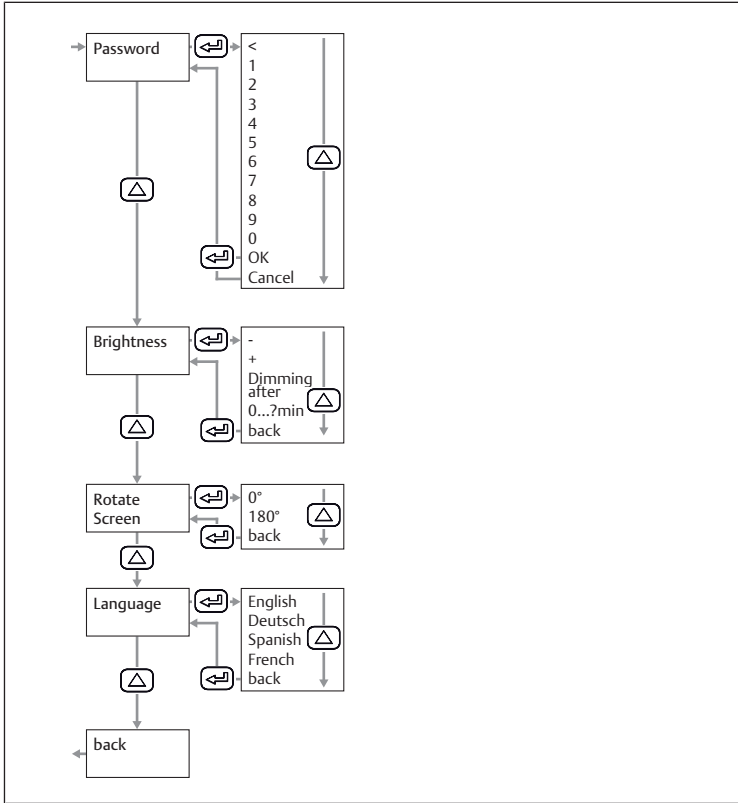 Password
<
1
2
3
4
5
6
7
8
9
0
OK
Cancel
Brightness
-
+
Dimming
after
0...?min
back
Rotate
Screen
0°
180°
back
Language
English
Deutsch
Spanish
French
back
back